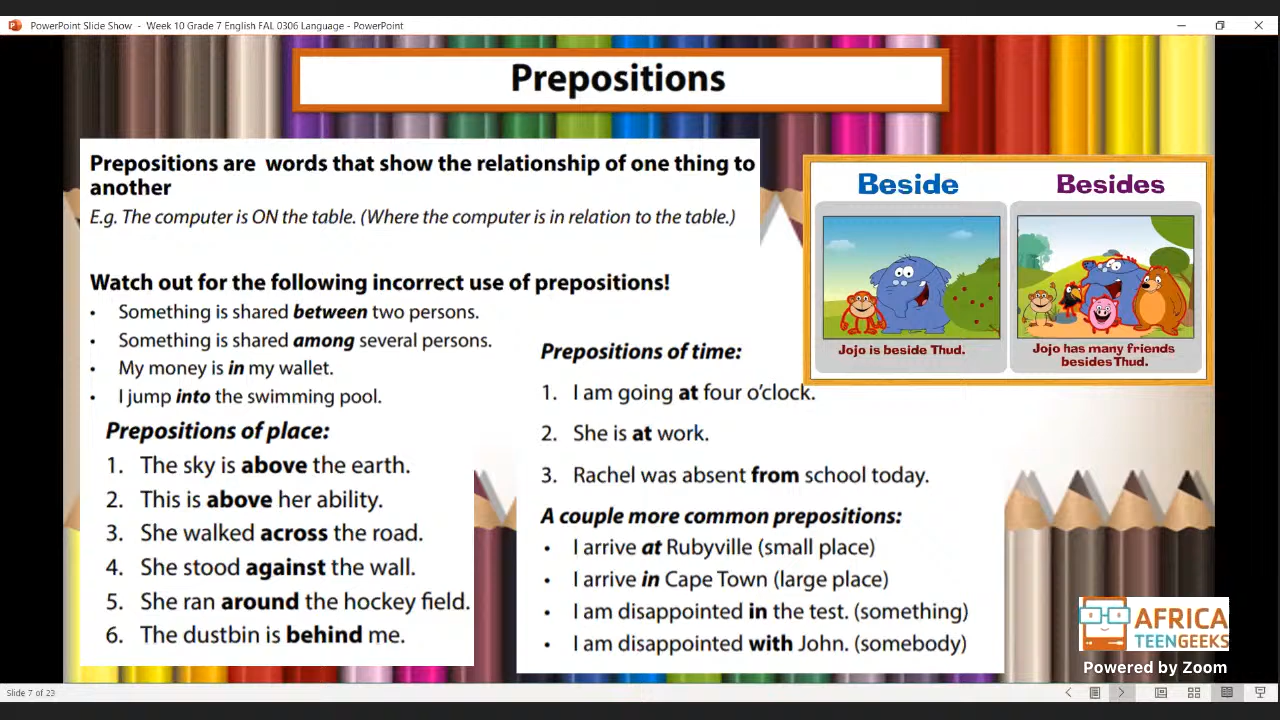 PowerPoint Slide Show - Week 10 Grade 7 English FAL 0306 Language - PowerPoint
Prepositions
Prepositions are words that show the relationship of one thing to
another
E.g. The computer is ON the table. (Where the computer is in relation to the table.)
Watch out for the following incorrect use of prepositions!
• Something is shared between two persons.
• Something is shared among several persons.
• My money is in my wallet.
• I jump into the swimming pool.
Prepositions of place:
1. The sky is above the earth.
2. This is above her ability.
3. She walked across the road.
4. She stood against the wall.
5. She ran around the hockey field.
6. The dustbin is behind me.
Prepositions of time:
1. I am going at four o’clock.
2. She is at work.
3. Rachel was absent from school today.
A couple more common prepositions:
• I arrive at Rubyville (small place)
• I arrive in Cape Town (large place)
• I am disappointed in the test. (something)
• I am disappointed with John. (somebody)
Beside
Jojo is beside Thud.
Besides
Jojo has many friends
besides Thud.
AFRICA
TEENGEEKS
Powered by Zoom
Slide 7 of 23